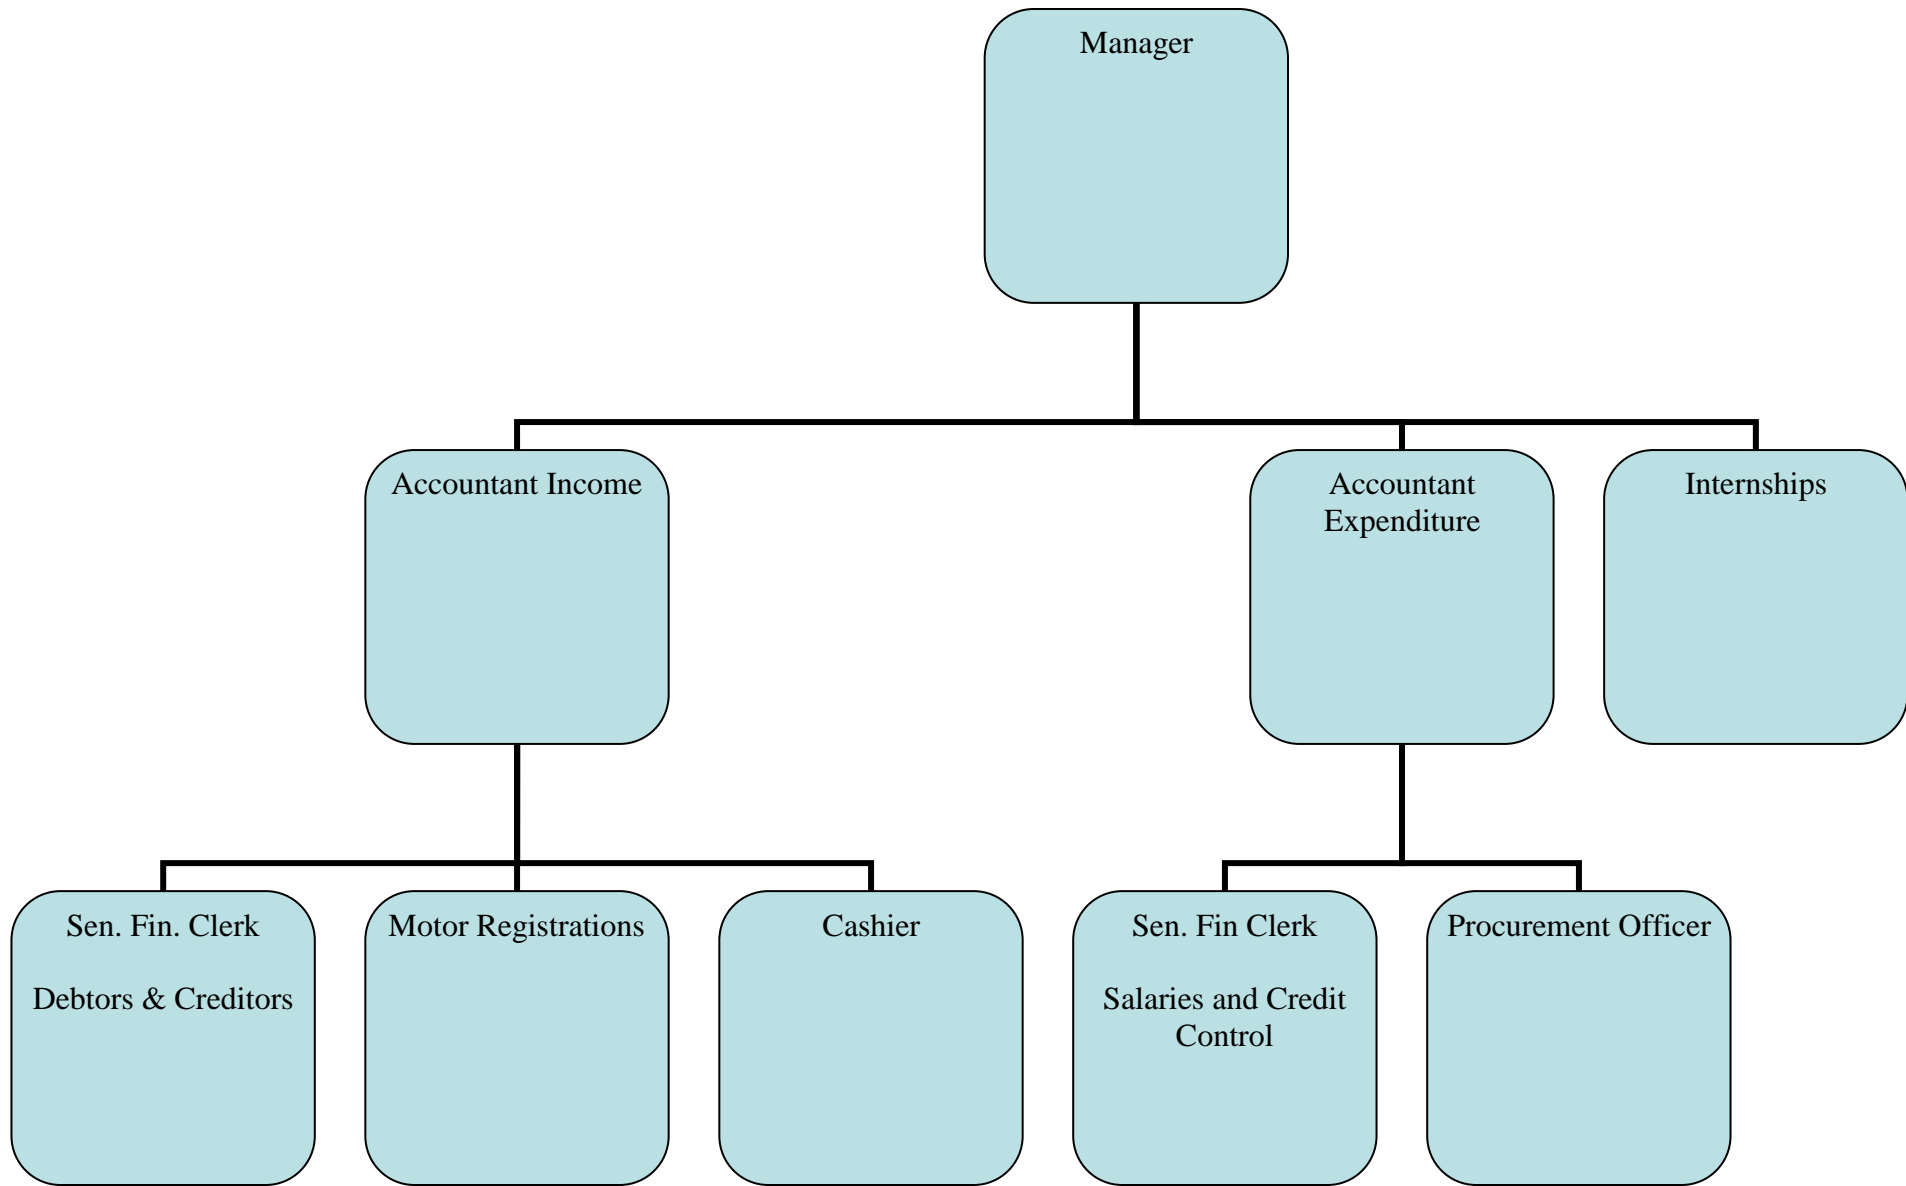 Manager
Accountant Income
Accountant
Expenditure
Internships
Sen. Fin. Clerk
Debtors & Creditors
Motor Registrations
Cashier
Sen. Fin Clerk
Salaries and Credit
Control
Procurement Officer